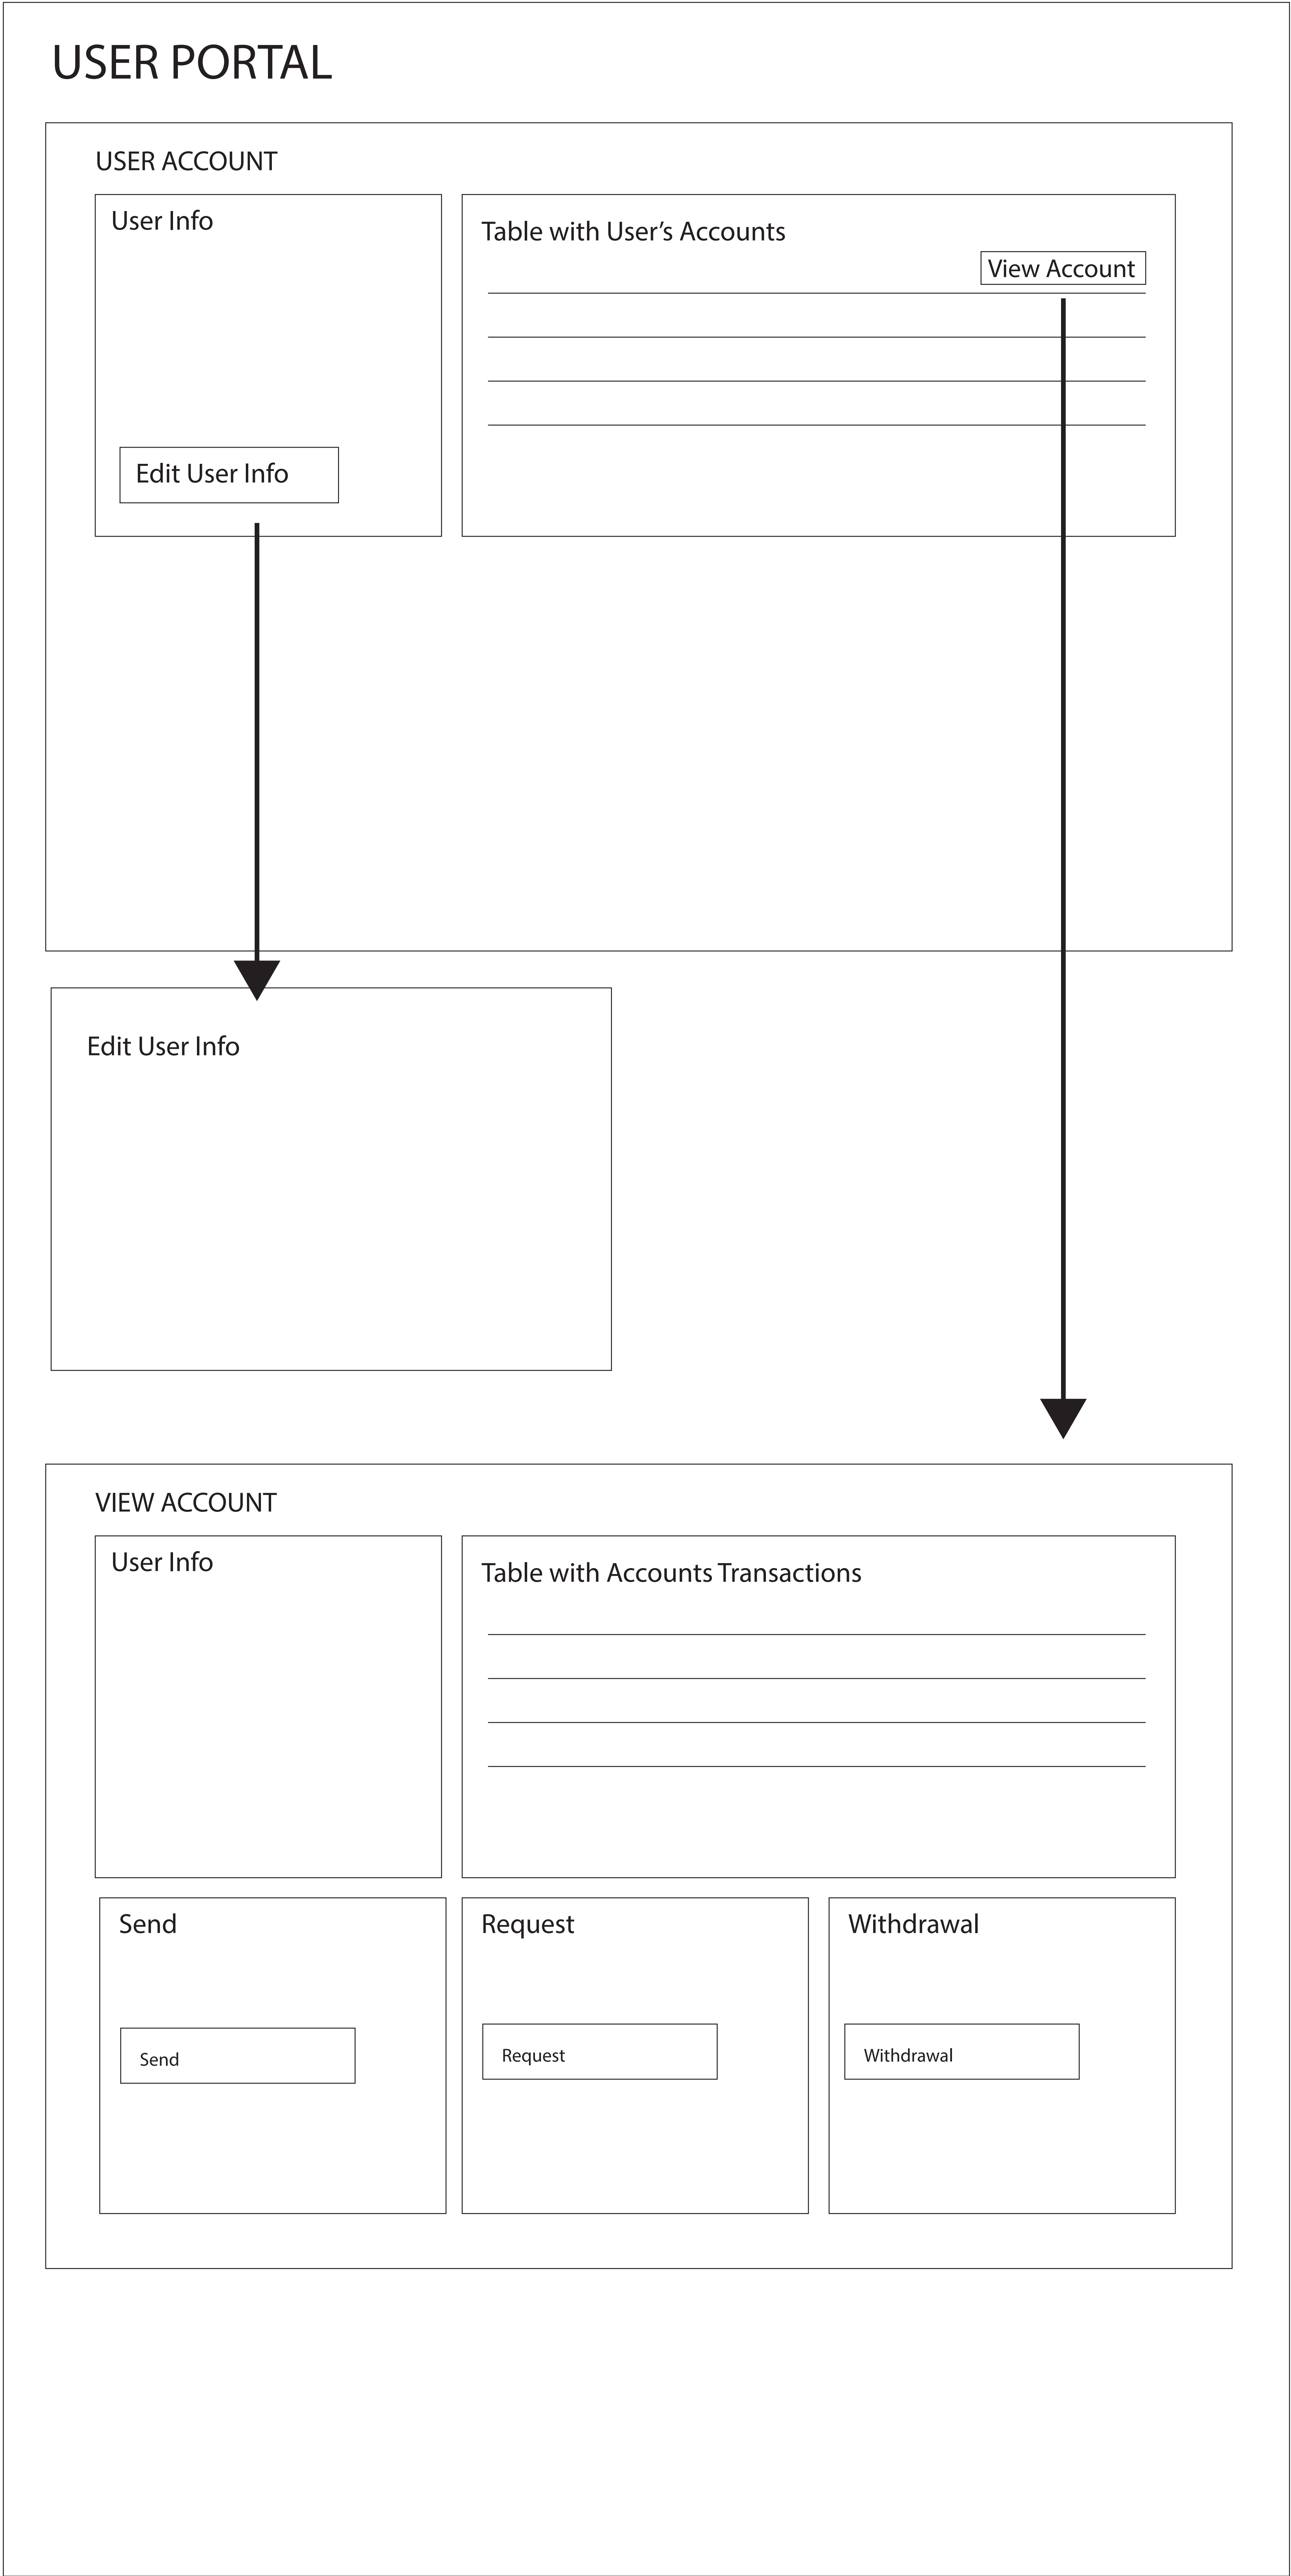 USER PORTAL
USER ACCOUNT
User Info
Table with User’s Accounts
View Account
Edit User Info
Edit User Info
VIEW ACCOUNT
User Info
Table with Accounts Transactions
Send
Request
Withdrawal
Send
Request
Withdrawal